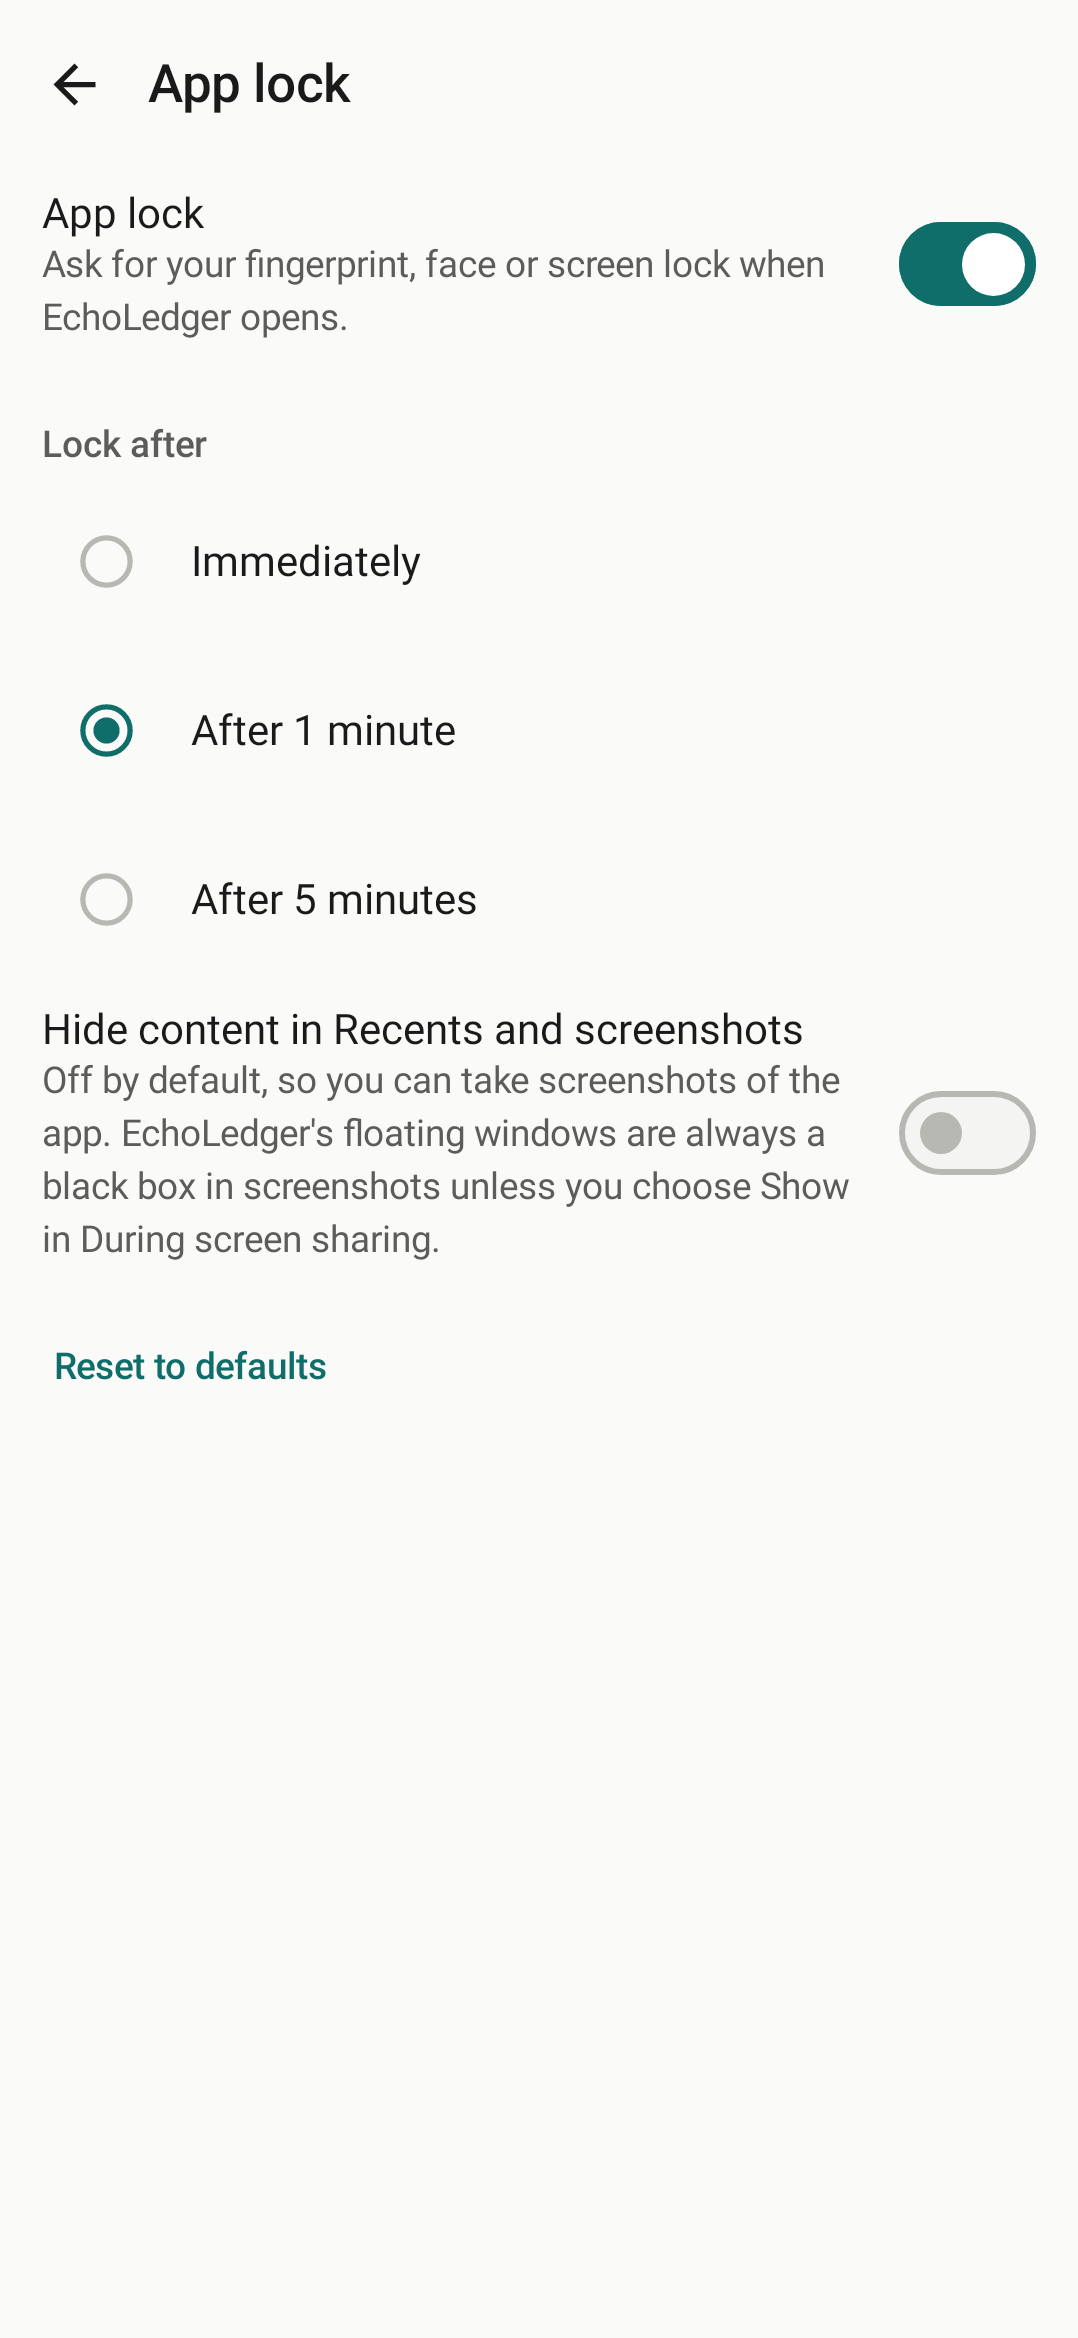 App lock
App lock
Ask for your fingerprint, face or screen lock when
EchoLedger opens.
Lock after
Immediately
After 1 minute
After 5 minutes
Hide content in Recents and screenshots
Off by default, so you can take screenshots of the
app. EchoLedger's floating windows are always a
black box in screenshots unless you choose Show
in During screen sharing.
Reset to defaults